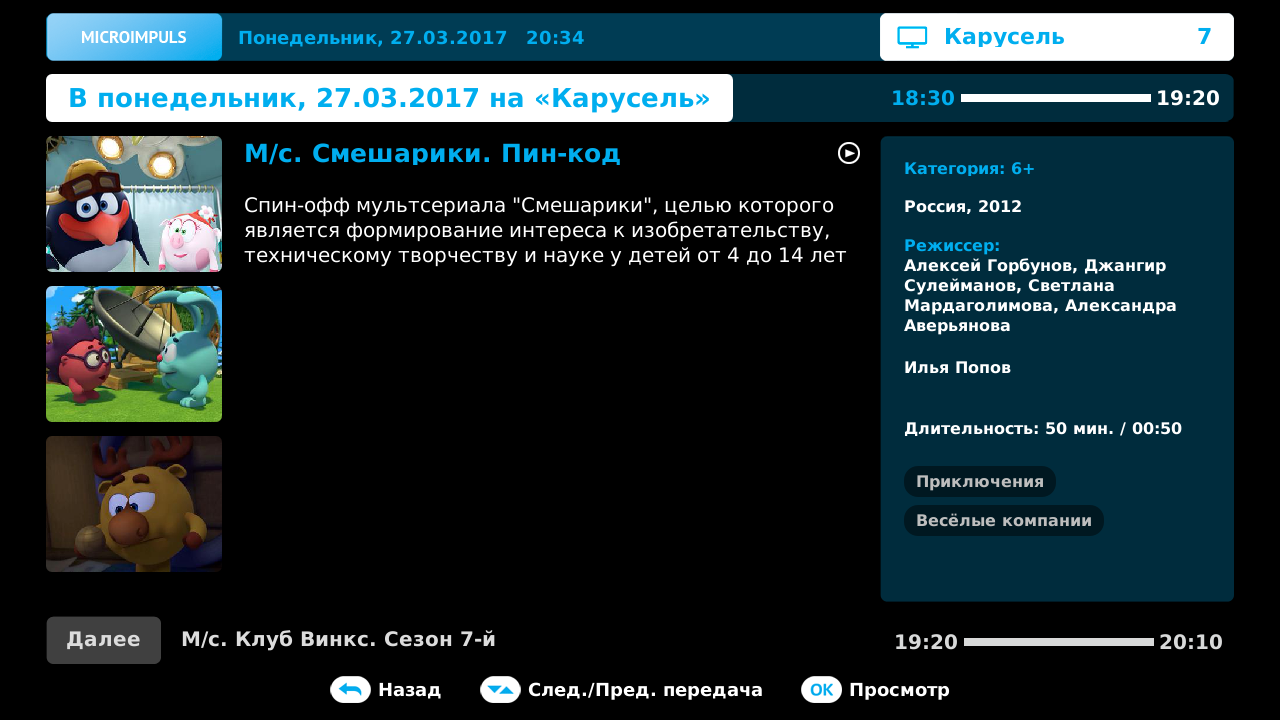 MICROIMPULS
Понедельник, 27.03.2017 20:34
Карусель 7
В понедельник, 27.03.2017 на «Карусель»
18:30 19:20
М/с. Смешарики. Пин-код
Спин-офф мультсериала "Смешарики", целью которого
является формирование интереса к изобретательству,
техническому творчеству и науке у детей от 4 до 14 лет
Категория: 6+
Россия, 2012
Режиссер:
Алексей Горбунов, Джангир
Сулейманов, Светлана
Мардаголимова, Александра
Аверьянова
Илья Попов
Длительность: 50 мин. / 00:50
Приключения
Весёлые компании
Далее М/с. Клуб Винкс. Сезон 7-й
19:20 20:10
Назад След./Пред. передача OK Просмотр